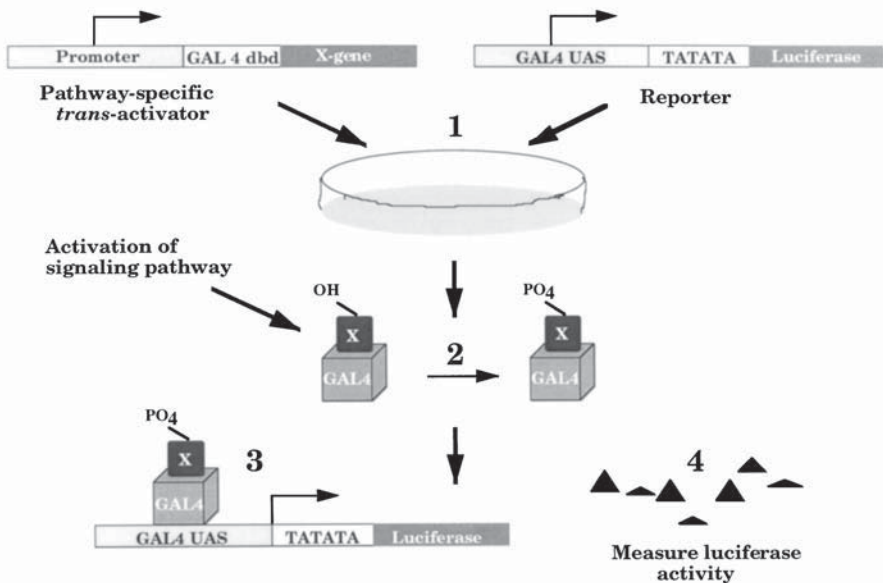 Promoter GAL 4 dbd X-gene
GAL4 UAS TATATA Luciferase
Pathway-specific
trans-activator
Reporter
1
Activation of
signaling pathway
OH
X
GAL4
2
PO4
X
GAL4
PO4
X
GAL4
3
GAL4 UAS TATATA Luciferase
4
Measure luciferase
activity